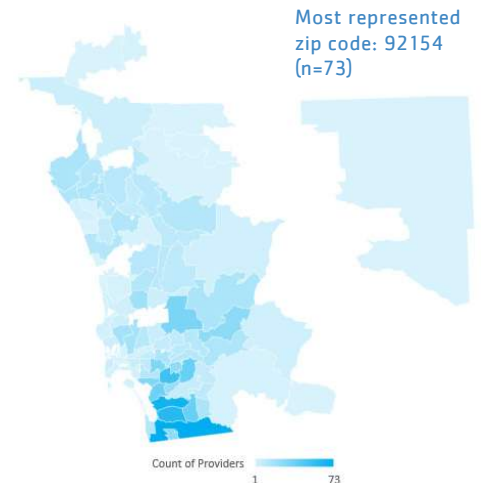 Most represented
zip code: 92154
(n=73)
Count of Providers
1 73